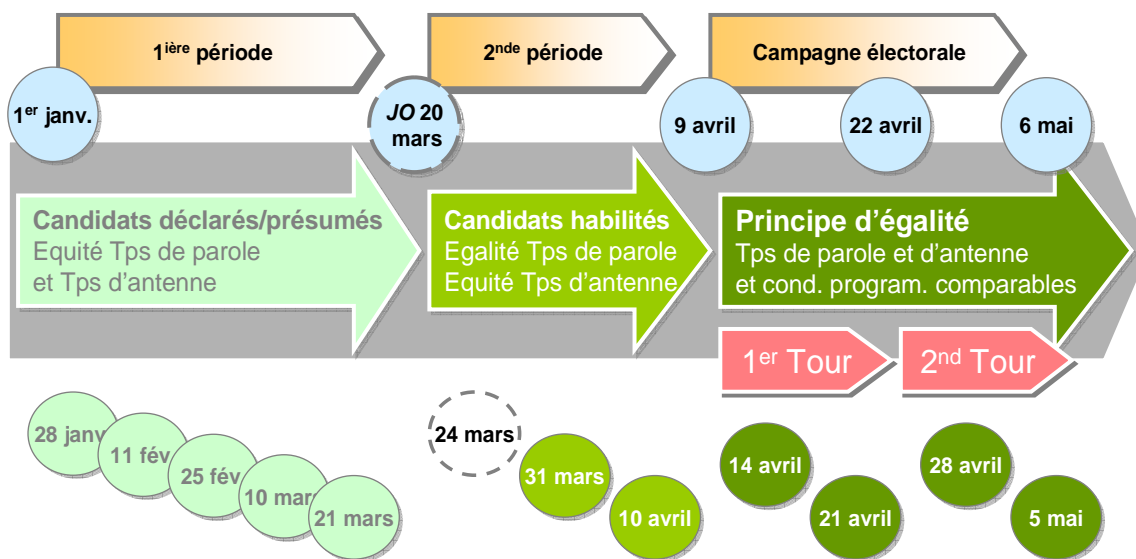 1ière période
2nde période
Campagne électorale
1er janv.
JO 20
mars
9 avril
22 avril
6 mai
Candidats déclarés/présumés
Equité Tps de parole
et Tps d'antenne
Candidats habilités
Egalité Tps de parole
Equité Tps d'antenne
Principe d'égalité
Tps de parole et d'antenne
et cond. program. comparables
1er Tour
2nd Tour
28 janv
11 fév
25 fév
10 mars
21 mars
24 mars
31 mars
10 avril
14 avril
21 avril
28 avril
5 mai